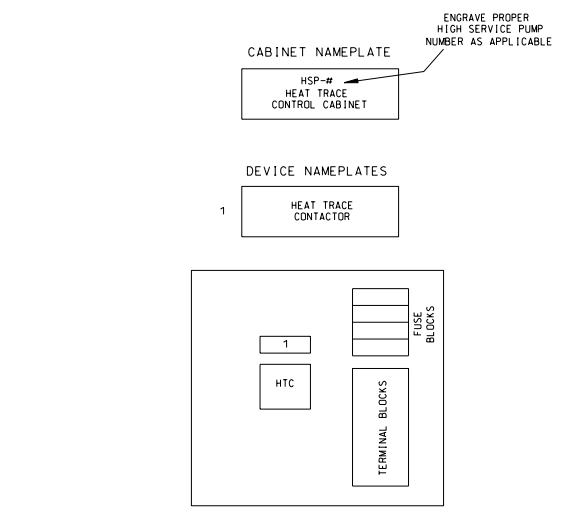 ENGRAVE PROPER
HIGH SERVICE PUMP
NUMBER AS APPLICABLE
CABINET NAMEPLATE
HSP-#
HEAT TRACE
CONTROL CABINET
DEVICE NAMEPLATES
1
HEAT TRACE
CONTACTOR
FUSE
BLOCKS
1
HTC
TERMINAL BLOCKS